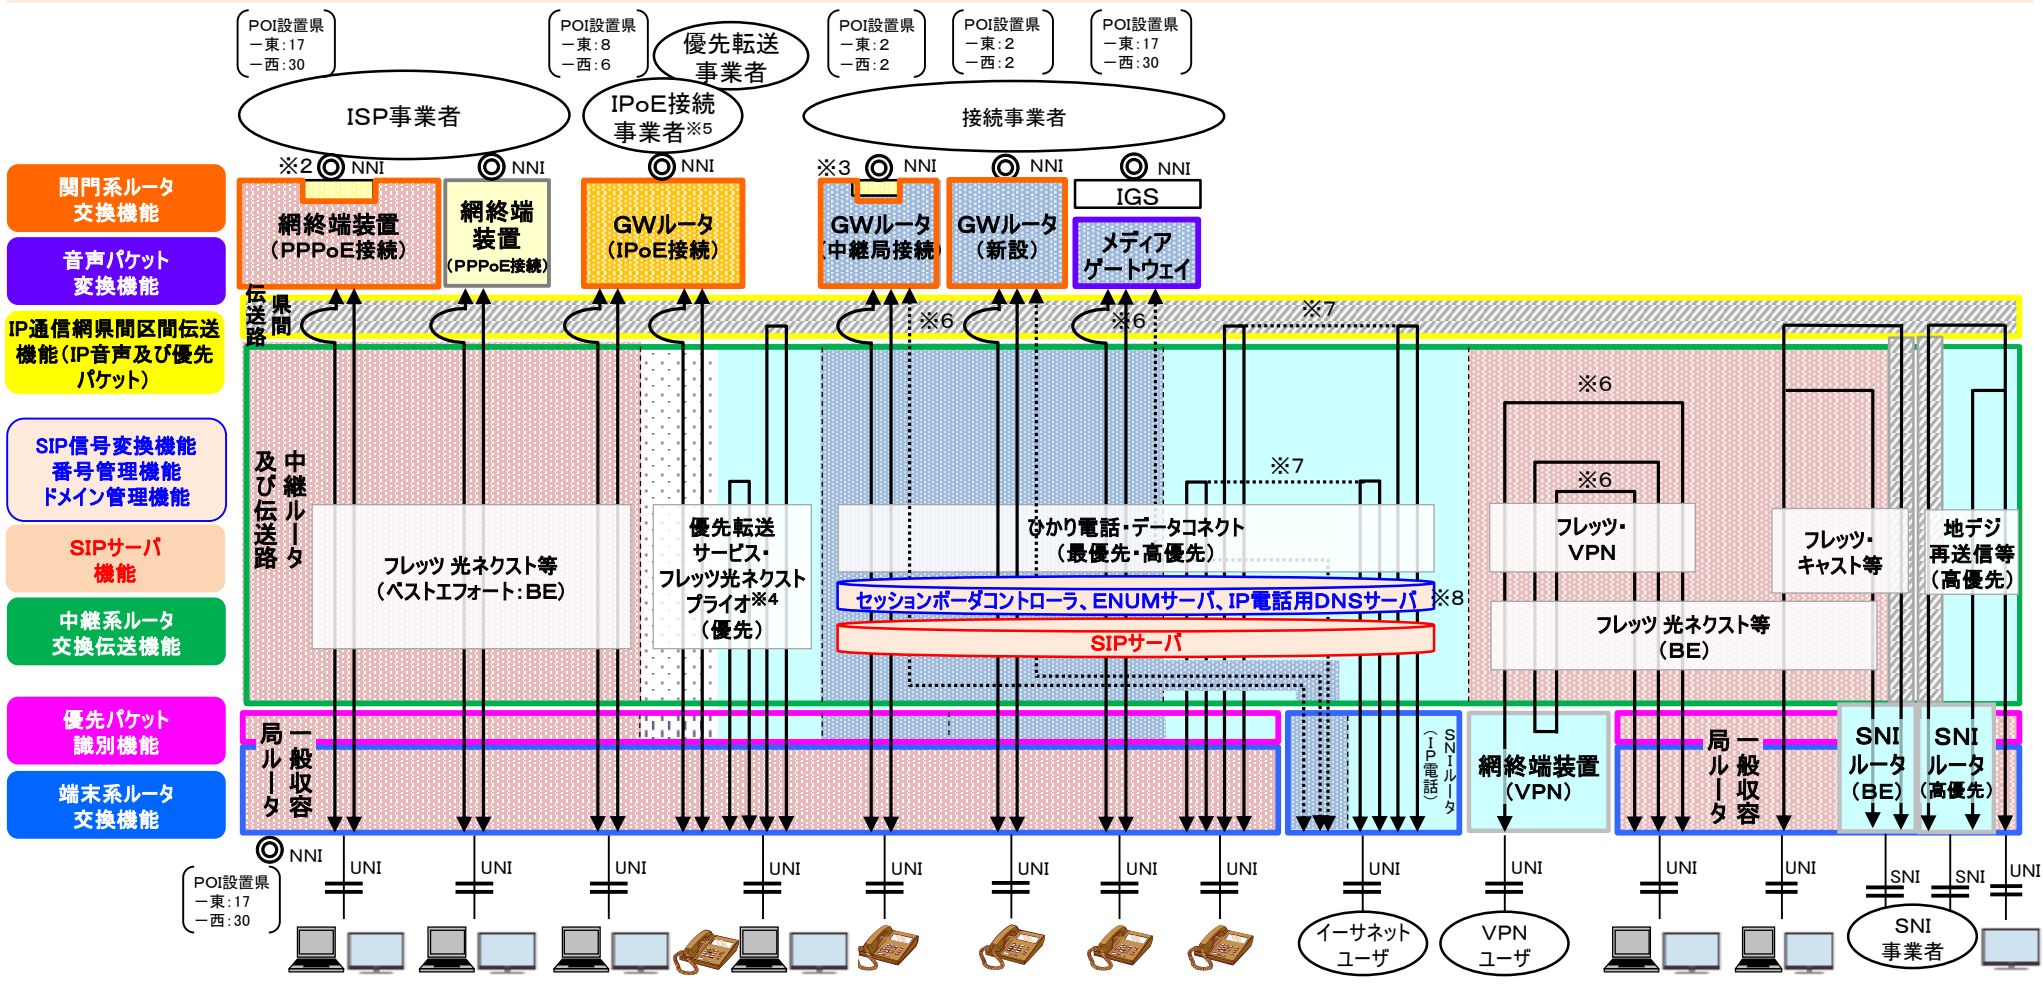 POI設置県
－東：17
－西：30
POI設置県
－東：8
－西：6
優先転送
事業者
POI設置県
－東：2
－西：2
POI設置県
－東：2
－西：2
POI設置県
－東：17
－西：30
ISP事業者
IPoE接続
事業者※5
接続事業者
※2
NNI
NNI
NNI
※3
NNI
NNI
NNI
関門系ルータ
交換機能
音声パケット
変換機能
IP通信網県間区間伝送
機能（IP音声及び優先
パケット）
SIP信号変換機能
番号管理機能
ドメイン管理機能
SIPサーバ
機能
中継系ルータ
交換伝送機能
優先パケット
識別機能
端末系ルータ
交換機能
網終端装置
（PPPoE接続）
網終端
装置
（PPPoE接続）
GWルータ
（IPoE接続）
GWルータ
（中継局接続）
GWルータ
（新設）
IGS
メディア
ゲートウェイ
県間
伝送路
※6
※6
※7
中継ルータ
及び伝送路
※6
※7
※6
フレッツ 光ネクスト等
（ベストエフォート：BE）
優先転送
サービス・
フレッツ光ネクスト
プライオ※4
（優先）
ひかり電話・データコネクト
（最優先・高優先）
セッションボーダコントローラ、ENUMサーバ、IP電話用DNSサーバ
※8
SIPサーバ
フレッツ・
VPN
フレッツ 光ネクスト等
（BE）
フレッツ・
キャスト等
地デジ
再送信等
（高優先）
一般収容
局ルータ
SNIルータ
（IP電話）
網終端装置
（VPN）
一般収容
局ルータ
SNI
ルータ
（BE）
SNI
ルータ
（高優先）
NNI
POI設置県
－東：17
－西：30
UNI
UNI
UNI
UNI
UNI
UNI
UNI
UNI
UNI
UNI
UNI
UNI
SNI
SNI
UNI
イーサネット
ユーザ
VPN
ユーザ
SNI
事業者